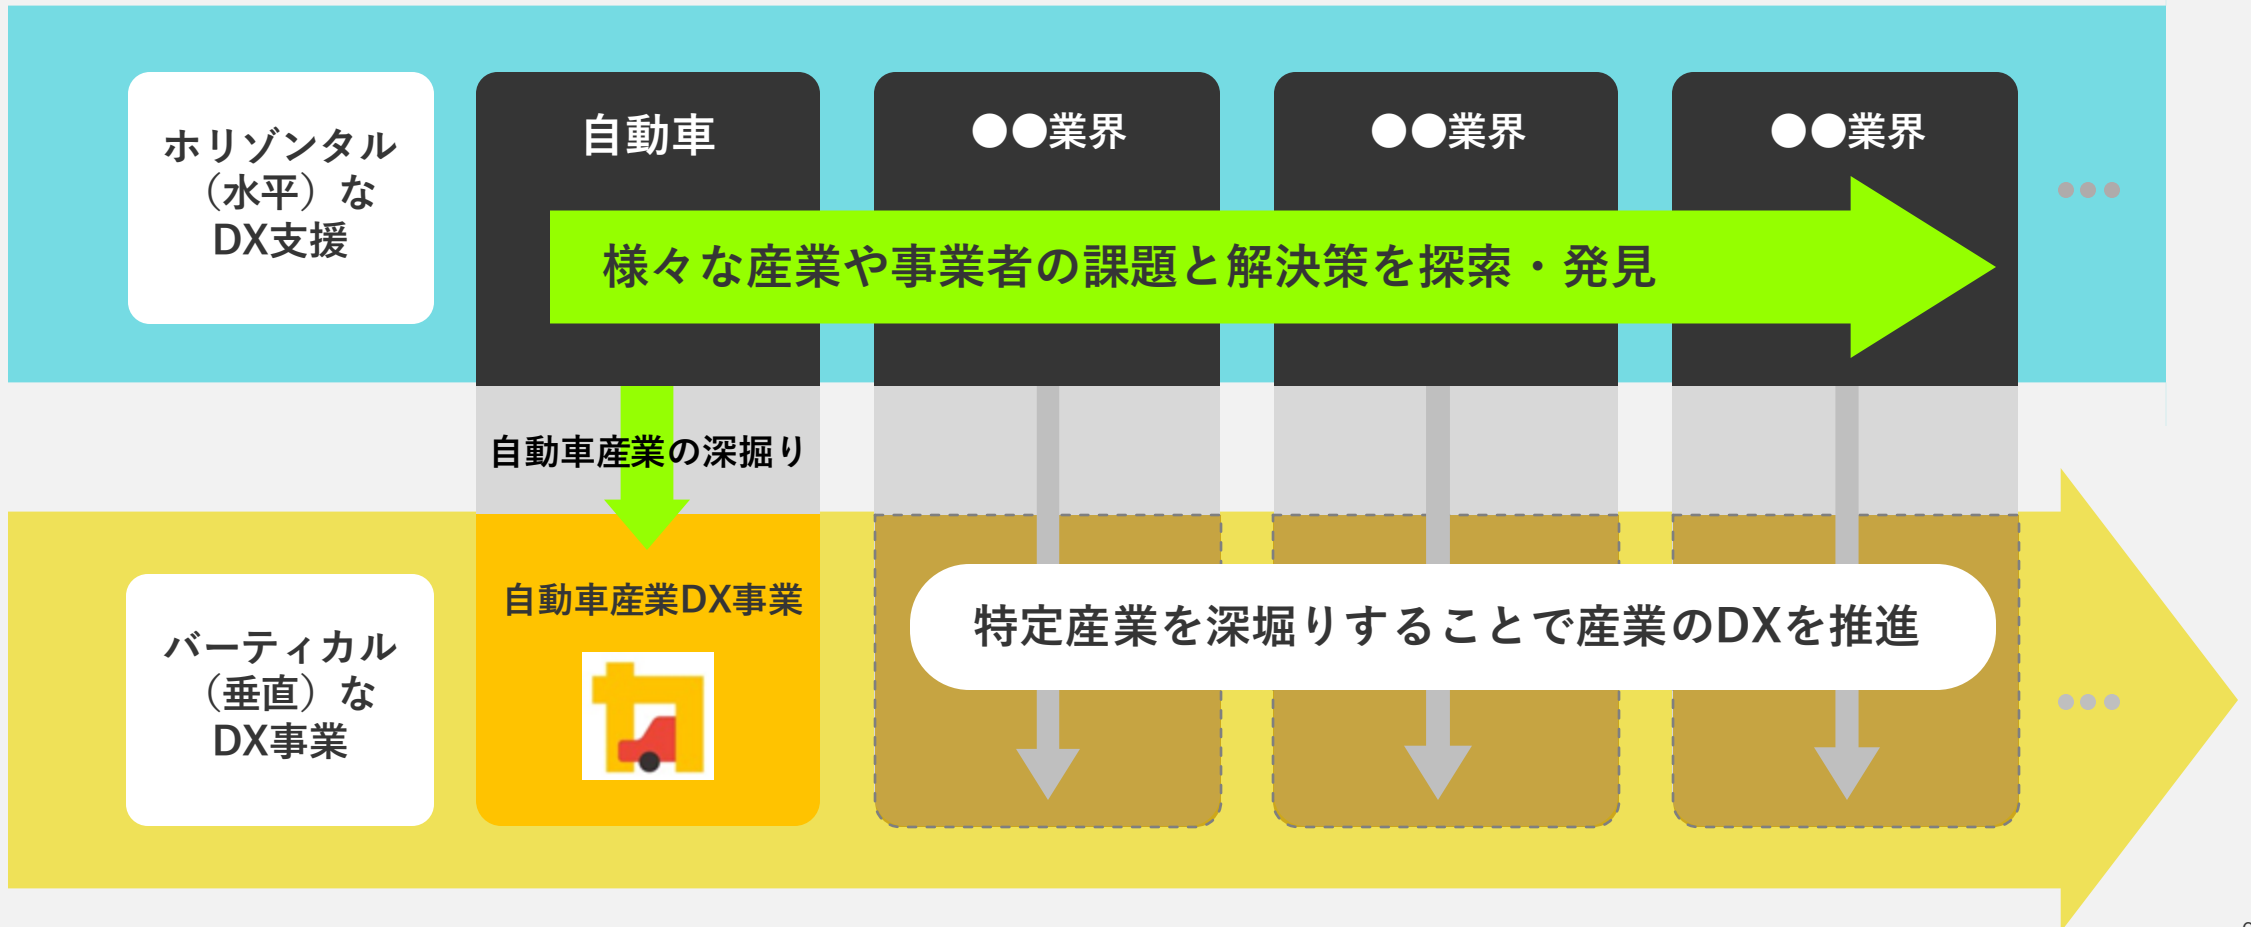 ホリゾンタル
（水平）な
DX支援
自動車
●●業界
●●業界
●●業界
様々な産業や事業者の課題と解決策を探索・発見
自動車産業の深掘り
バーティカル
（垂直）な
DX事業
自動車産業DX事業
特定産業を深堀りすることで産業のDXを推進